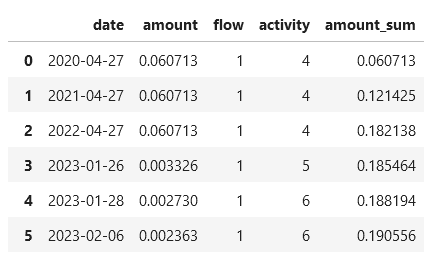 date amount flow activity amount_sum
0 2020-04-27 0.060713 1 4 0.060713
1 2021-04-27 0.060713 1 4 0.121425
2 2022-04-27 0.060713 1 4 0.182138
3 2023-01-26 0.003326 1 5 0.185464
4 2023-01-28 0.002730 1 6 0.188194
5 2023-02-06 0.002363 1 6 0.190556